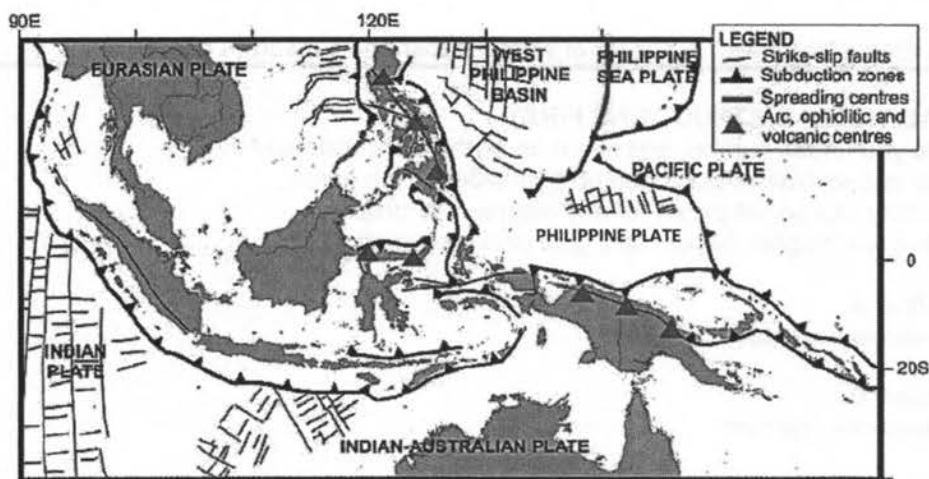 90E 120E
LEGEND
Strike-slip faults
Subduction zones
Spreading centres
Arc, ophiolitic and
volcanic centres
EURASIAN PLATE
WEST
PHILIPPINE
BASIN
PHILIPPINE
SEA PLATE
PACIFIC PLATE
PHILIPPINE PLATE
0
INDIAN
PLATE
20S
INDIAN-AUSTRALIAN PLATE